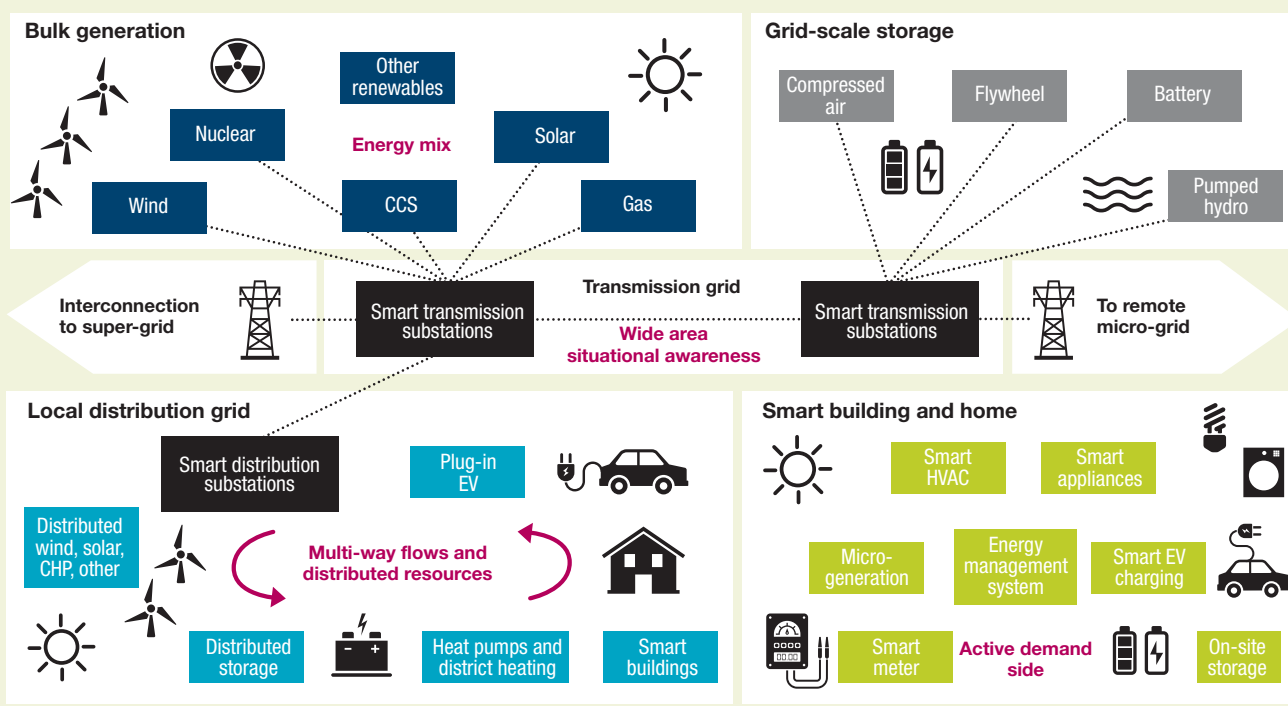 Bulk generation
Other
renewables
Nuclear
Energy mix
Solar
Wind
CCS
Gas
Grid-scale storage
Compressed
air
Flywheel
Battery
Pumped
hydro
Interconnection
to super-grid
Smart transmission
substations
Transmission grid
Wide area
situational awareness
Smart transmission
substations
To remote
micro-grid
Local distribution grid
Smart distribution
substations
Plug-in
EV
Distributed
wind, solar,
CHP, other
Multi-way flows and
distributed resources
Distributed
storage
Heat pumps and
district heating
Smart
buildings
Smart building and home
Smart
HVAC
Smart
appliances
Micro-
generation
Energy
management
system
Smart EV
charging
Smart
meter
Active demand
side
On-site
storage